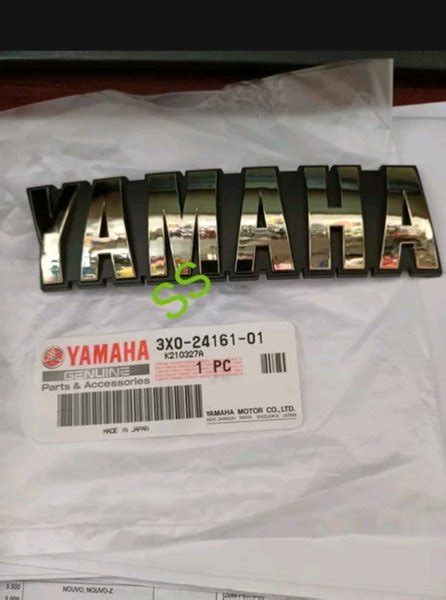 YAMAHA
SS
YAMAHA 3X0-24161-01
K210327A
GENUINE
1 PC
Parts & Accessories
YAMAHA MOTOR CO., LTD.
MADE IN JAPAN
NOUVO, NOUVO-Z